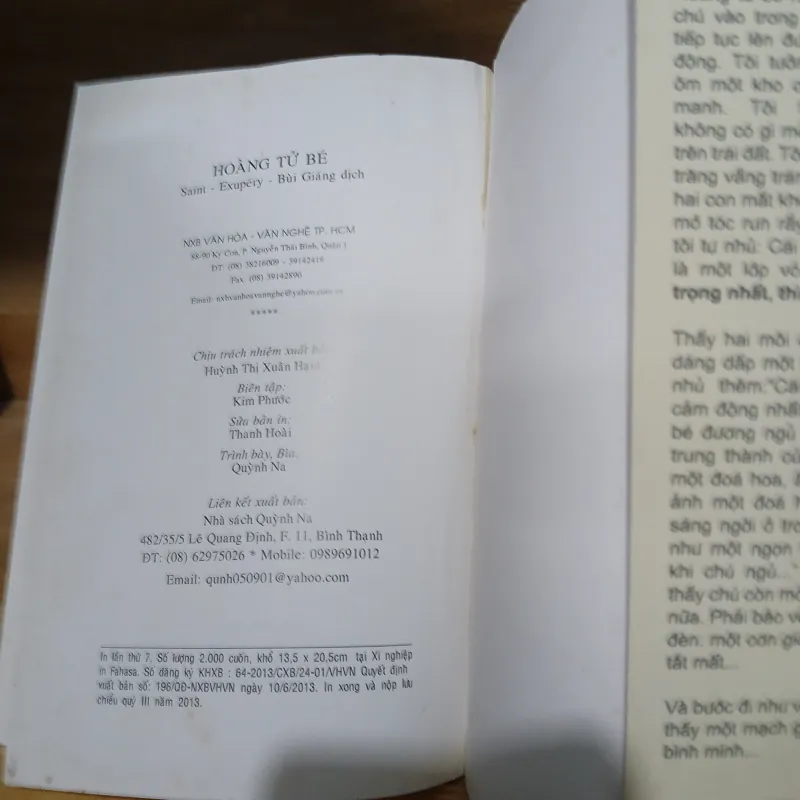 HOÀNG TỬ BÉ
Saint - Exupéry - Bùi Giáng dịch
NXB VĂN HÓA - VĂN NGHỆ TP. HCM
88-90 Ký Con, P. Nguyễn Thái Bình, Quận 1
ĐT: (08) 38216009 - 39142419
Fax: (08) 39142890
Email: nxbvanhoavannghe@yahoo.com.vn
*****
Chịu trách nhiệm xuất
Huỳnh Thị Xuân
Biên tập:
Kim Phước
Sửa bản in:
Thanh Hoài
Trình bày, Bìa:
Quỳnh Na
Liên kết xuất bản:
Nhà sách Quỳnh Na
482/35/5 Lê Quang Định, F. 11, Bình Thạnh
ĐT: (08) 62975026 * Mobile: 0989691012
Email: qunh050901@yahoo.com
In lần thứ 7. Số lượng 2.000 cuốn, khổ 13,5 x 20,5cm tại Xí nghiệp
in Fahasa. Số đăng ký KHXB : 64-2013/CXB/24-01/VHVN Quyết định
xuất bản số: 196/QĐ-NXBVHVN ngày 10/6/2013. In xong và nộp lưu
chiểu quý III năm 2013.
chú vào trong
tiếp tục lên
động. Tôi
ôm một kho
manh. Tôi
không có gì
trên trái đất.
trăng vằng
hai con mắt
mớ tóc run rẩy
tôi tự nhủ: Cái
là một lớp
trọng nhất,
Thấy hai môi
dáng dấp một
nhủ thêm:"Cái
cảm động nhất
bé đương ngủ
trung thành
một đoá hoa,
ảnh một đoá
sáng ngời ở
như một ngọn
khi chú ngủ..."
thấy chú còn
nữa. Phải bảo
đèn: một cơn
tắt mất...
Và bước đi như
thấy một mạch
bình minh...